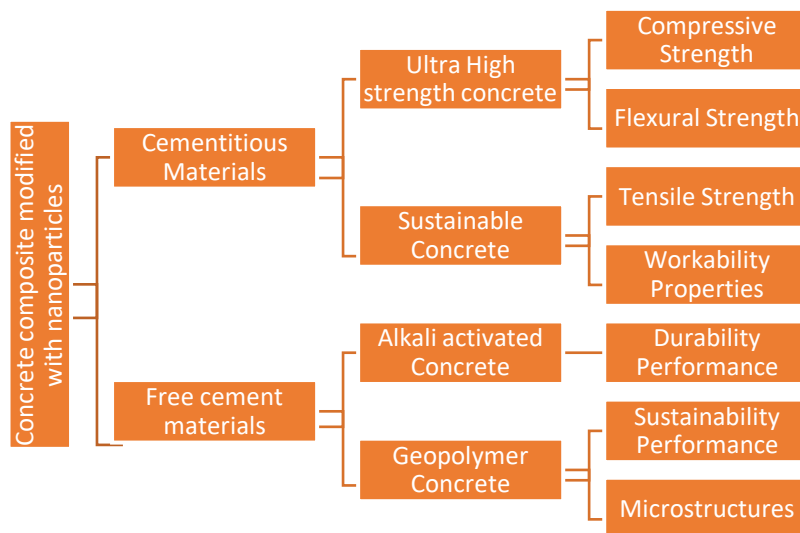 Concrete composite modified
with nanoparticles
Cementitious
Materials
Free cement
materials
Ultra High
strength concrete
Sustainable
Concrete
Alkali activated
Concrete
Geopolymer
Concrete
Compressive
Strength
Flexural Strength
Tensile Strength
Workability
Properties
Durability
Performance
Sustainability
Performance
Microstructures